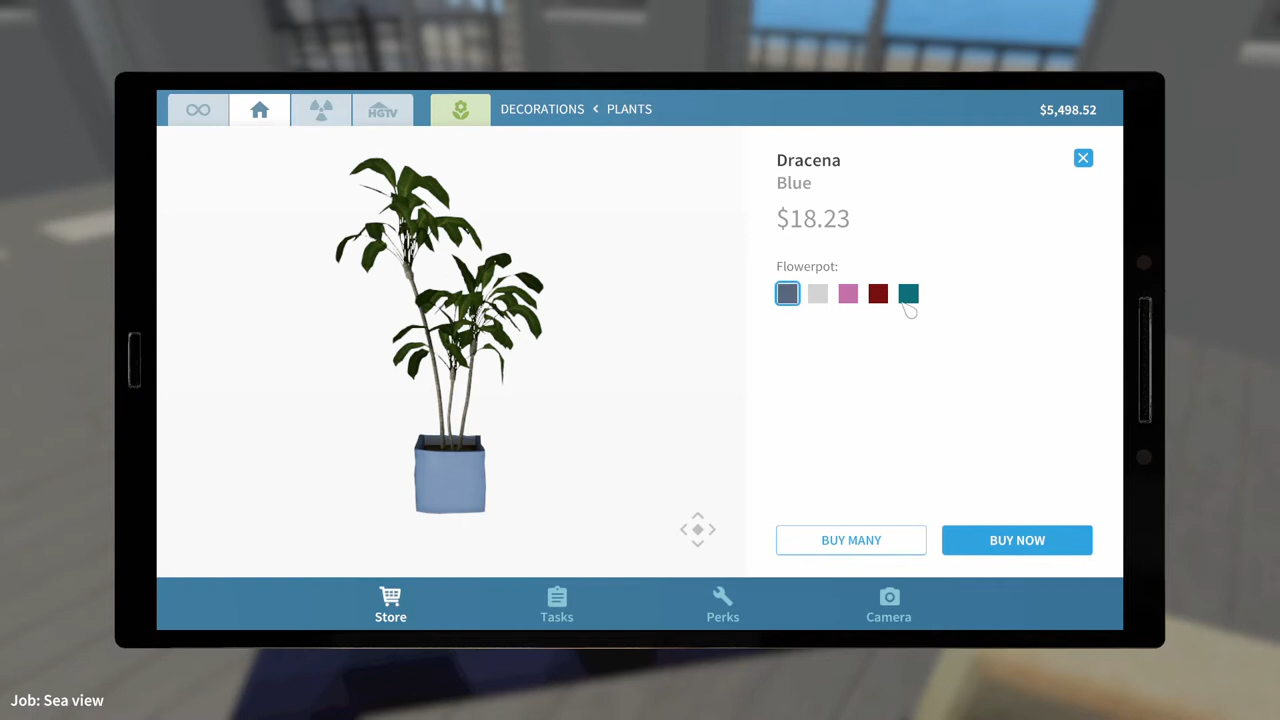 HGTV
DECORATIONS < PLANTS
$5,498.52
Dracena
Blue
$18.23
Flowerpot:
BUY MANY
BUY NOW
Store
Tasks
Perks
Camera
Job: Sea view